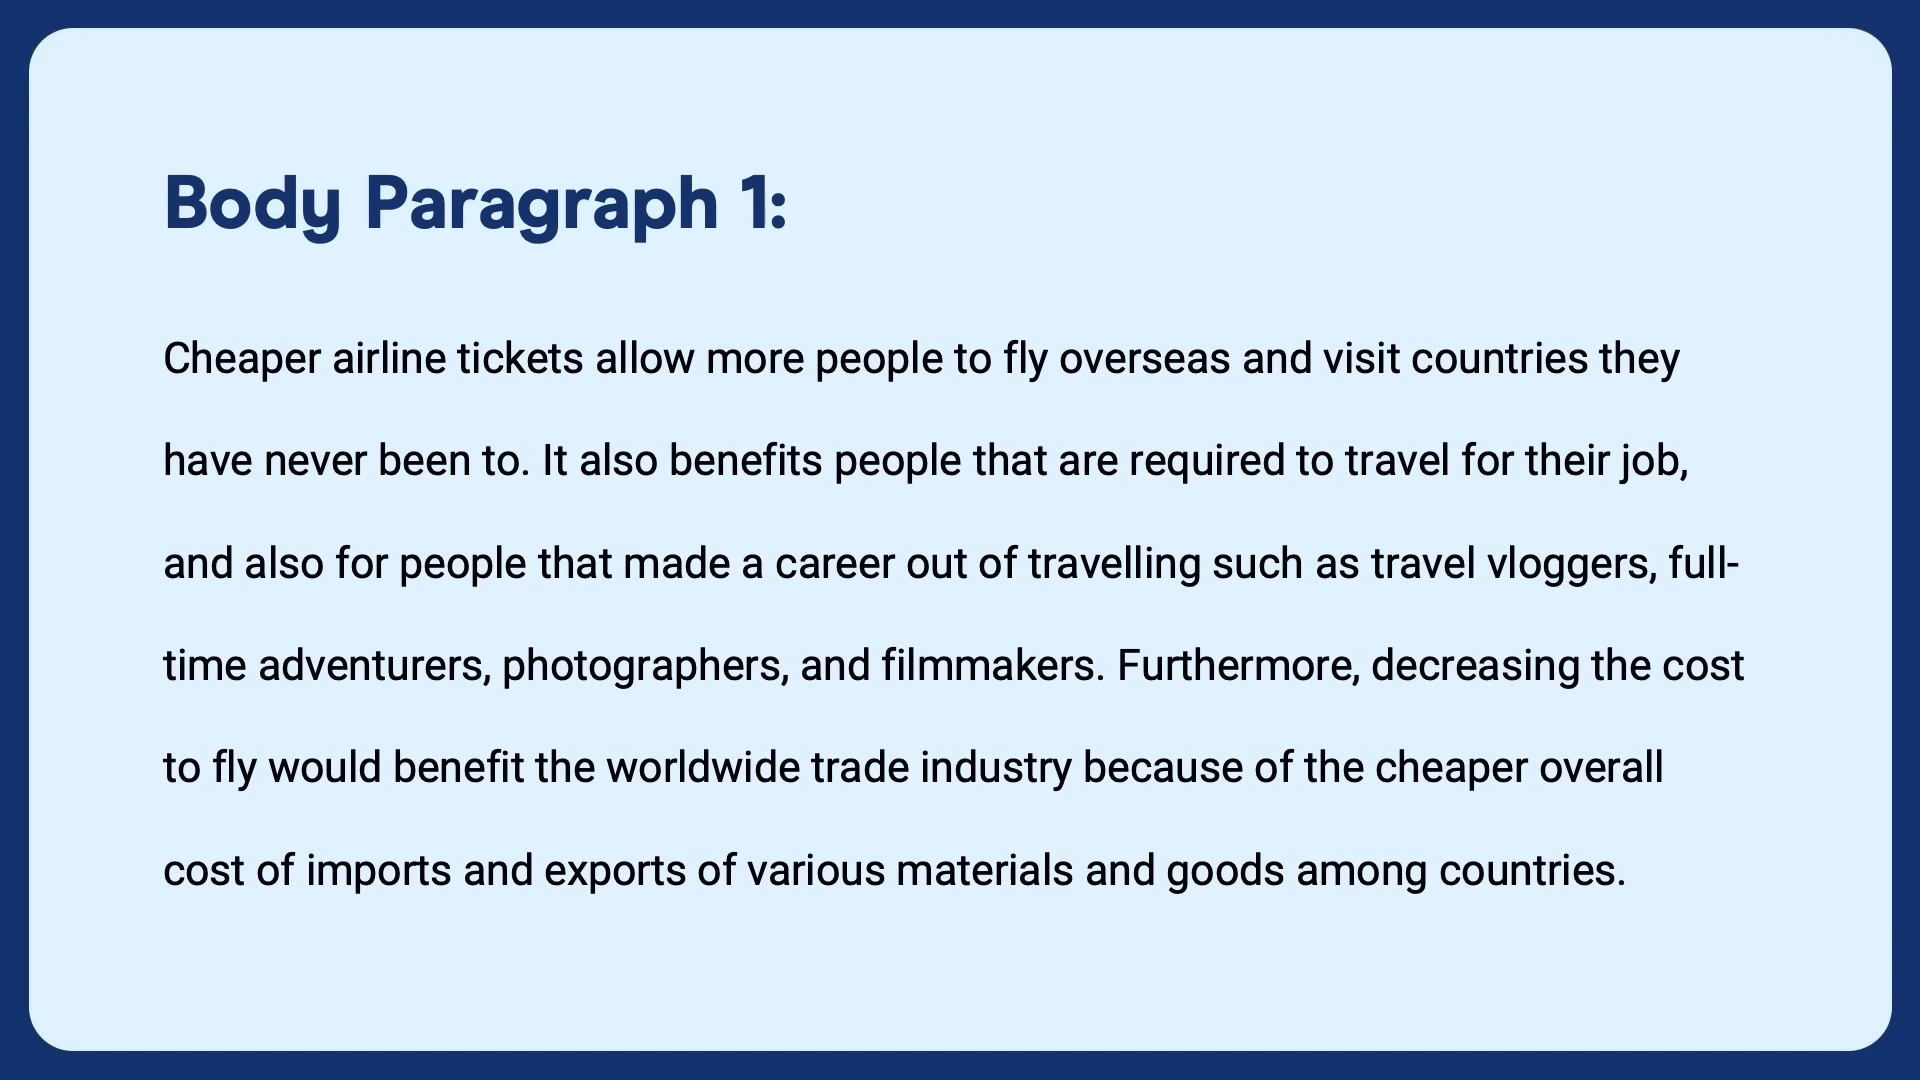 Body Paragraph 1:
Cheaper airline tickets allow more people to fly overseas and visit countries they
have never been to. It also benefits people that are required to travel for their job,
and also for people that made a career out of travelling such as travel vloggers, full-
time adventurers, photographers, and filmmakers. Furthermore, decreasing the cost
to fly would benefit the worldwide trade industry because of the cheaper overall
cost of imports and exports of various materials and goods among countries.